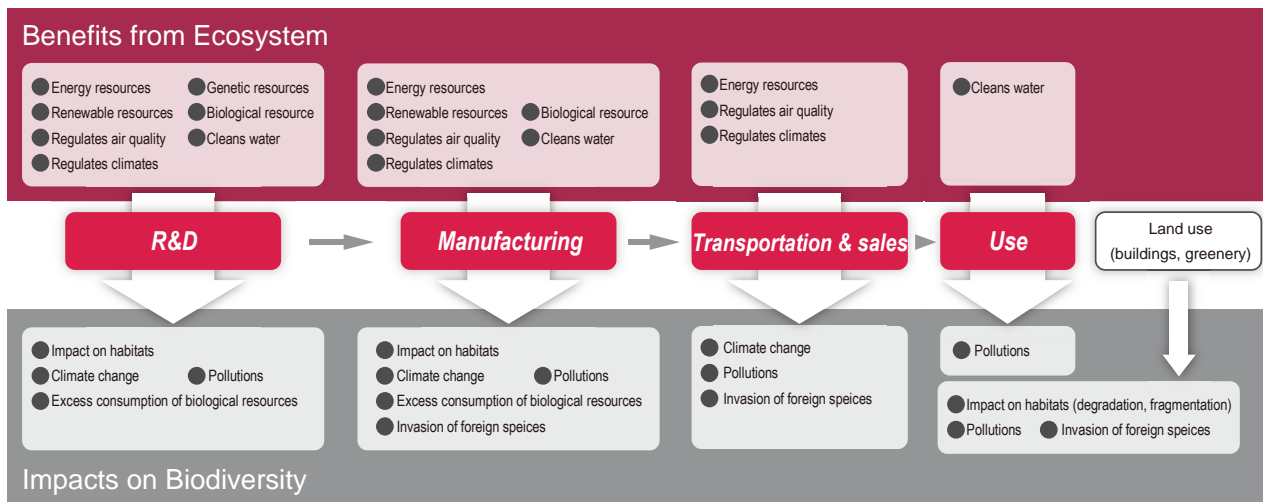 Benefits from Ecosystem
Energy resources
Genetic resources
Renewable resources
Biological resource
Regulates air quality
Cleans water
Regulates climates
Energy resources
Renewable resources
Biological resource
Regulates air quality
Cleans water
Regulates climates
Energy resources
Regulates air quality
Regulates climates
Cleans water
R&D
Manufacturing
Transportation & sales
Use
Land use
(buildings, greenery)
Impact on habitats
Climate change
Pollutions
Excess consumption of biological resources
Impact on habitats
Climate change
Pollutions
Excess consumption of biological resources
Invasion of foreign speices
Climate change
Pollutions
Invasion of foreign speices
Pollutions
Impact on habitats (degradation, fragmentation)
Pollutions
Invasion of foreign speices
Impacts on Biodiversity